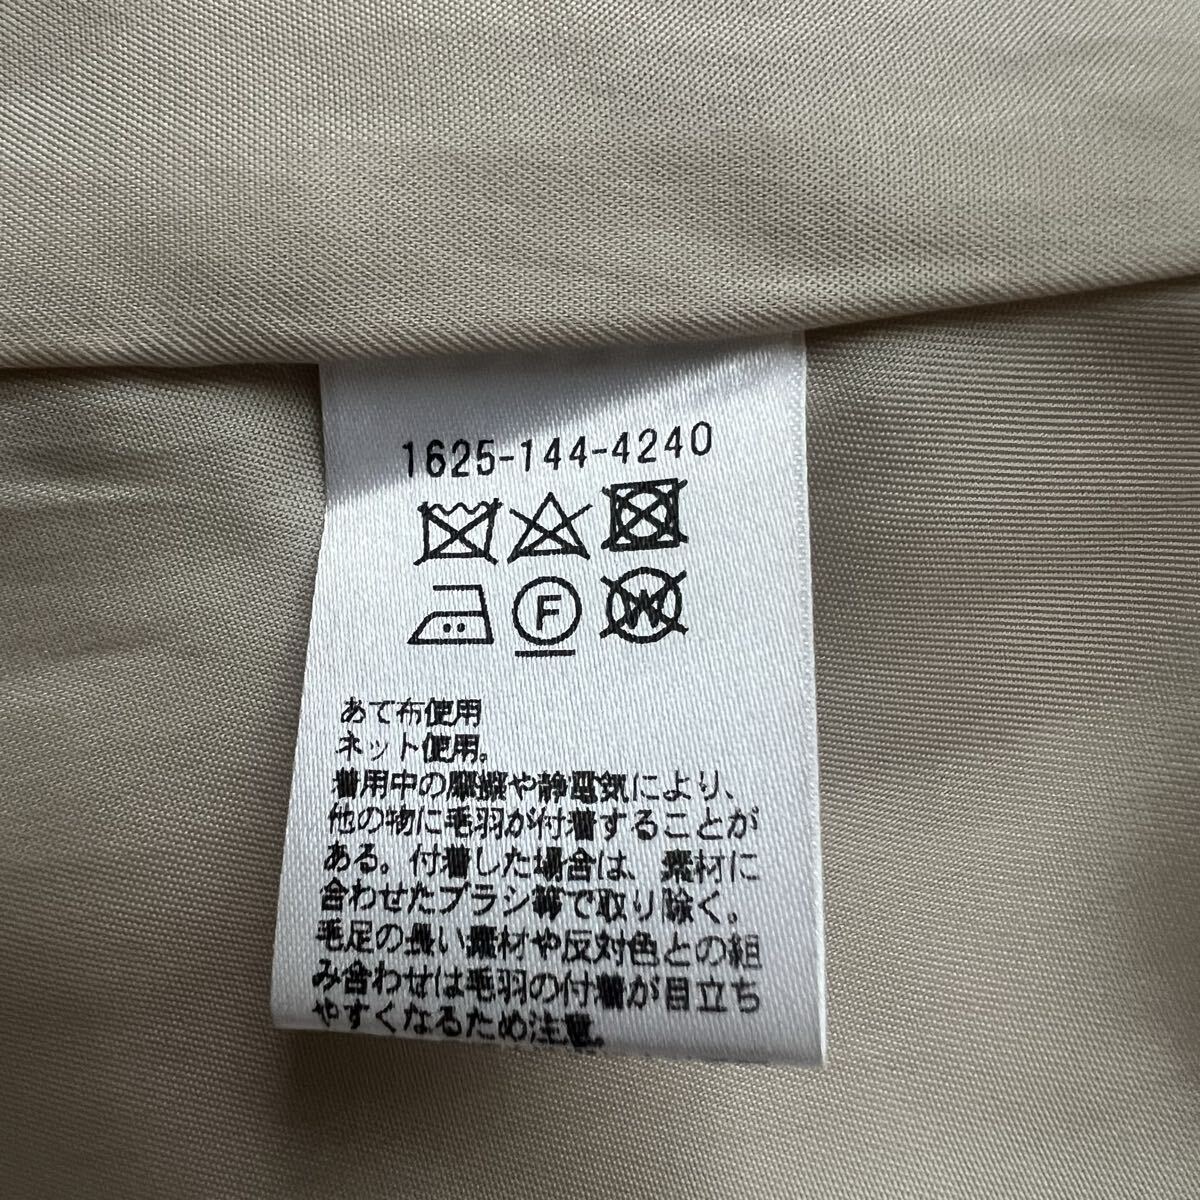 1625-144-4240
F W
あて布使用
ネット使用。
着用中の摩擦や静電気により、
他の物に毛羽が付着することが
ある。付着した場合は、素材に
合わせたブラシ等で取り除く。
毛足の長い素材や反対色との組
み合わせは毛羽の付着が目立ち
やすくなるため注意。